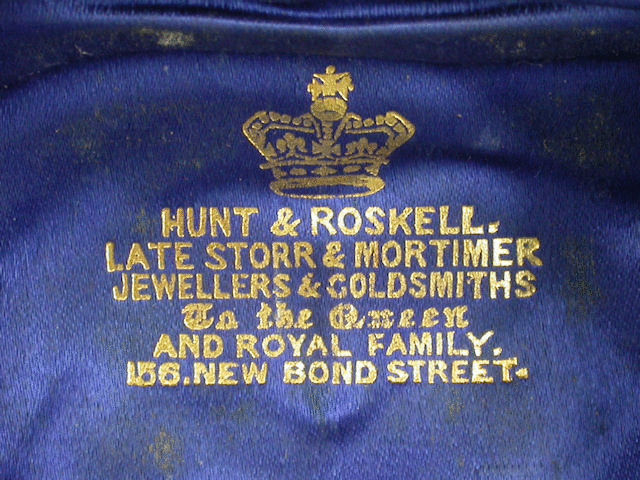 HUNT & ROSKELL.
LATE STORR & MORTIMER
JEWELLERS & GOLDSMITHS
To the Queen
AND ROYAL FAMILY.
156. NEW BOND STREET.